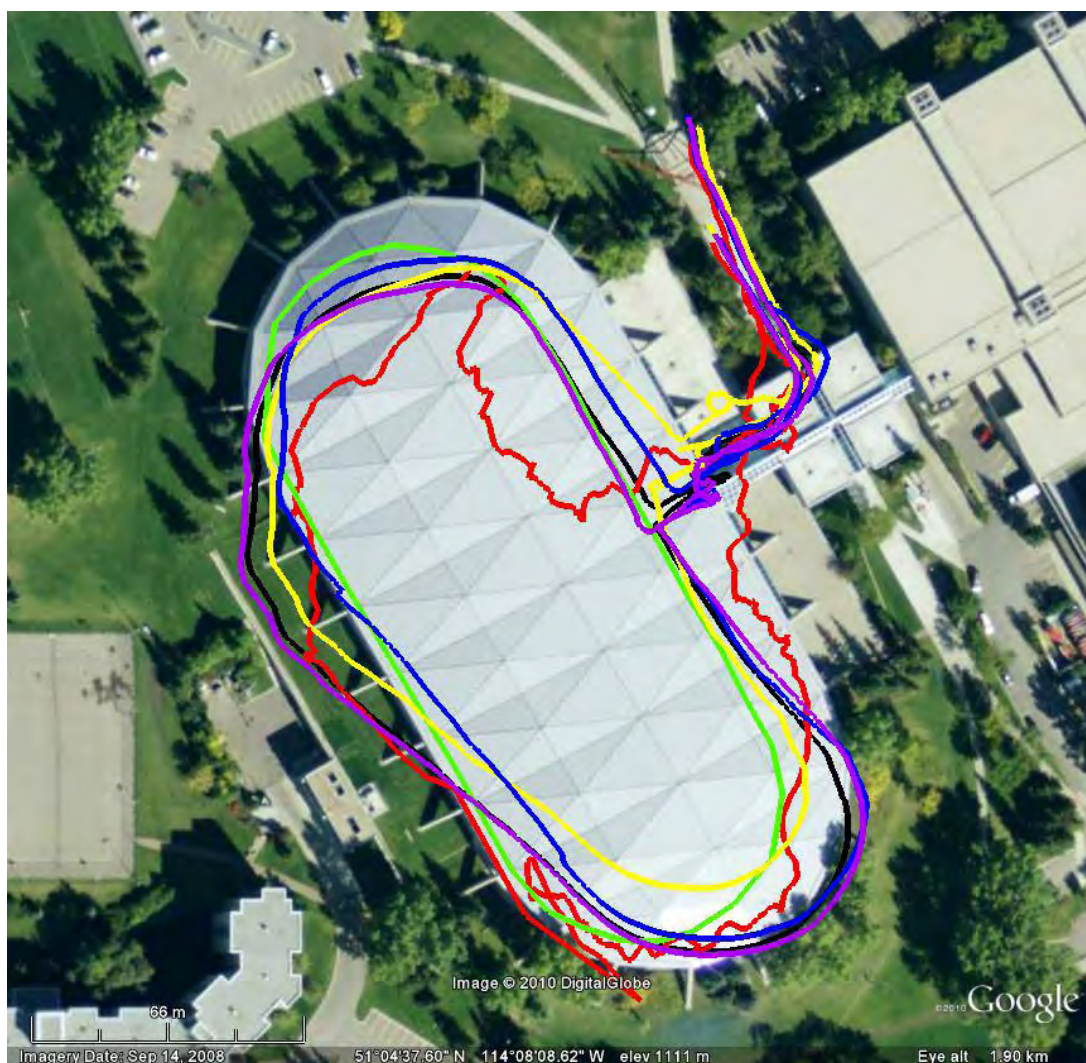 Image © 2010 DigitalGlobe
©2010 Google
66 m
Imagery Date: Sep 14, 2008 51°04'37.60" N 114°08'08.62" W elev 1111 m Eye alt 1.90 km